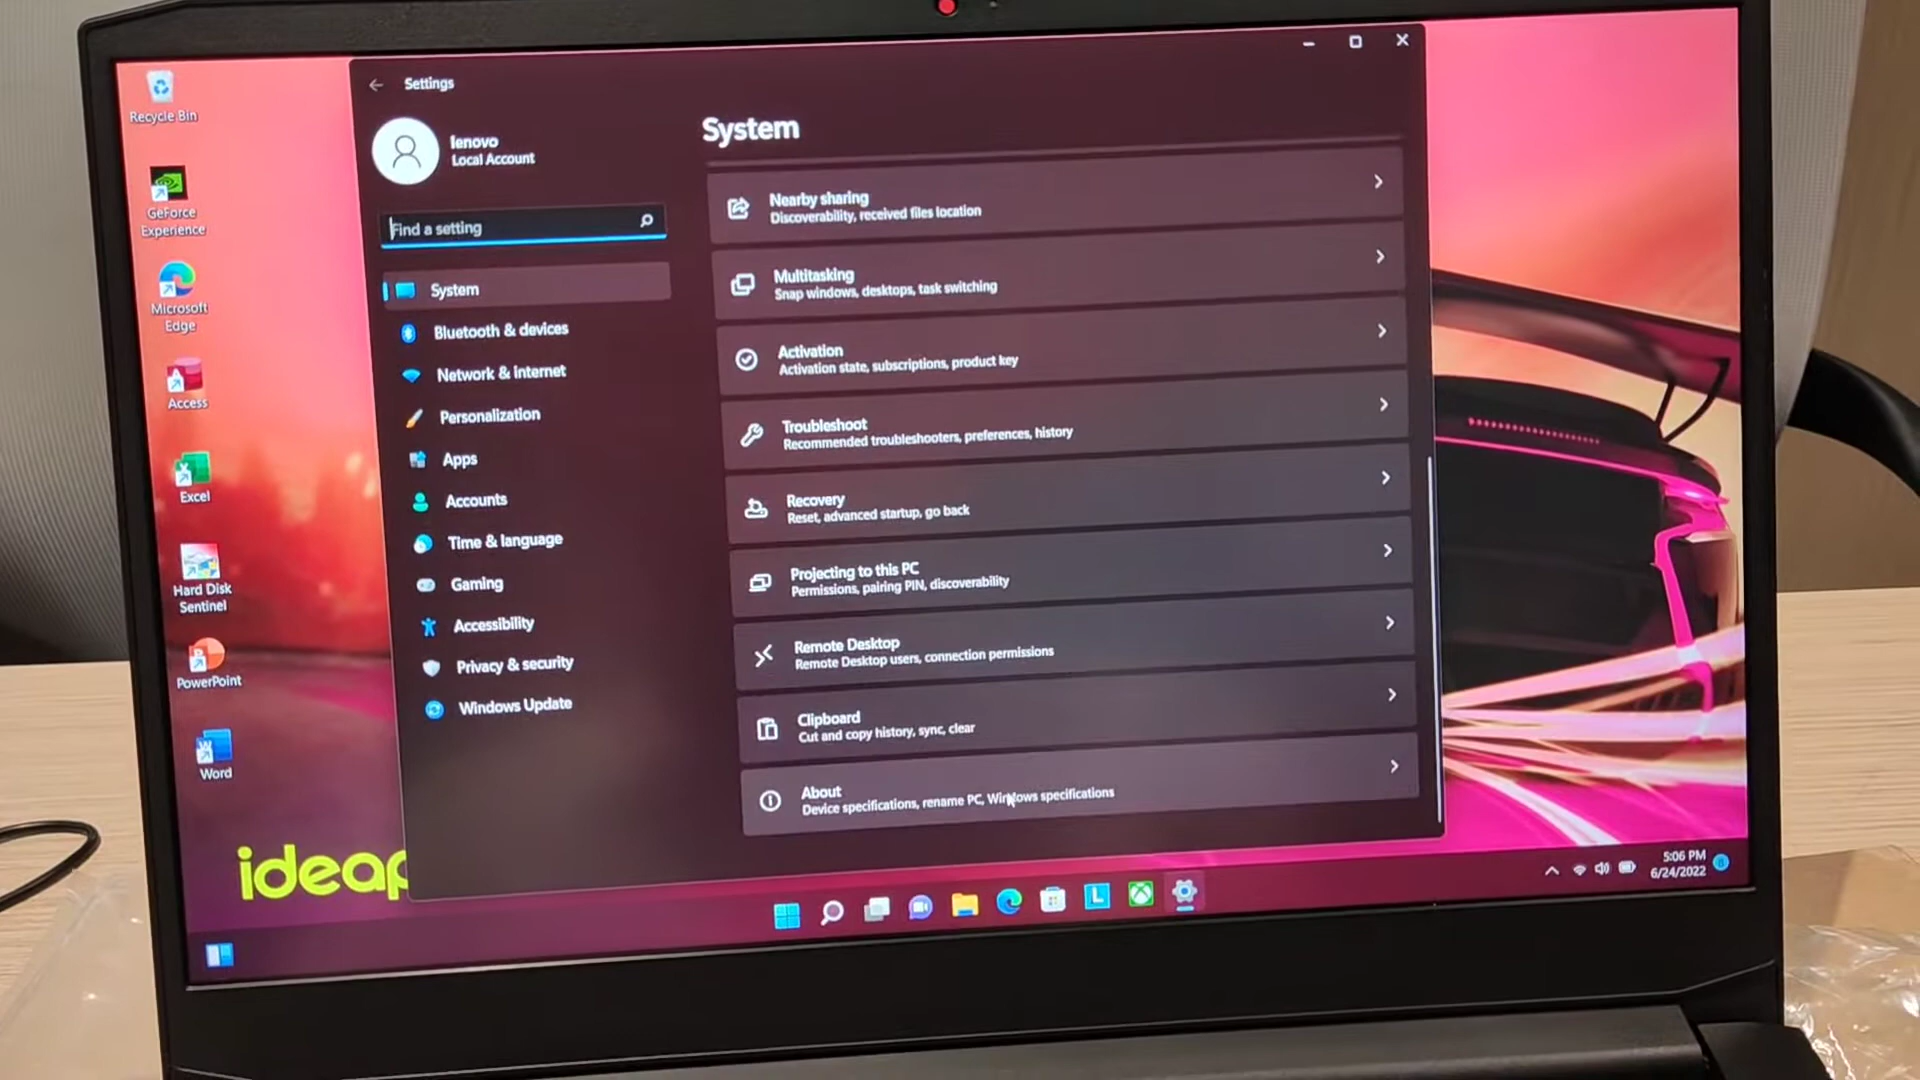 Recycle Bin
GeForce
Experience
Microsoft
Edge
Access
Excel
Hard Disk
Sentinel
PowerPoint
Word
ideap
Settings
lenovo
Local Account
Find a setting
System
Bluetooth & devices
Network & internet
Personalization
Apps
Accounts
Time & language
Gaming
Accessibility
Privacy & security
Windows Update
System
Nearby sharing
Discoverability, received files location
Multitasking
Snap windows, desktops, task switching
Activation
Activation state, subscriptions, product key
Troubleshoot
Recommended troubleshooters, preferences, history
Recovery
Reset, advanced startup, go back
Projecting to this PC
Permissions, pairing PIN, discoverability
Remote Desktop
Remote Desktop users, connection permissions
Clipboard
Cut and copy history, sync, clear
About
Device specifications, rename PC, Windows specifications
5:06 PM
6/24/2022